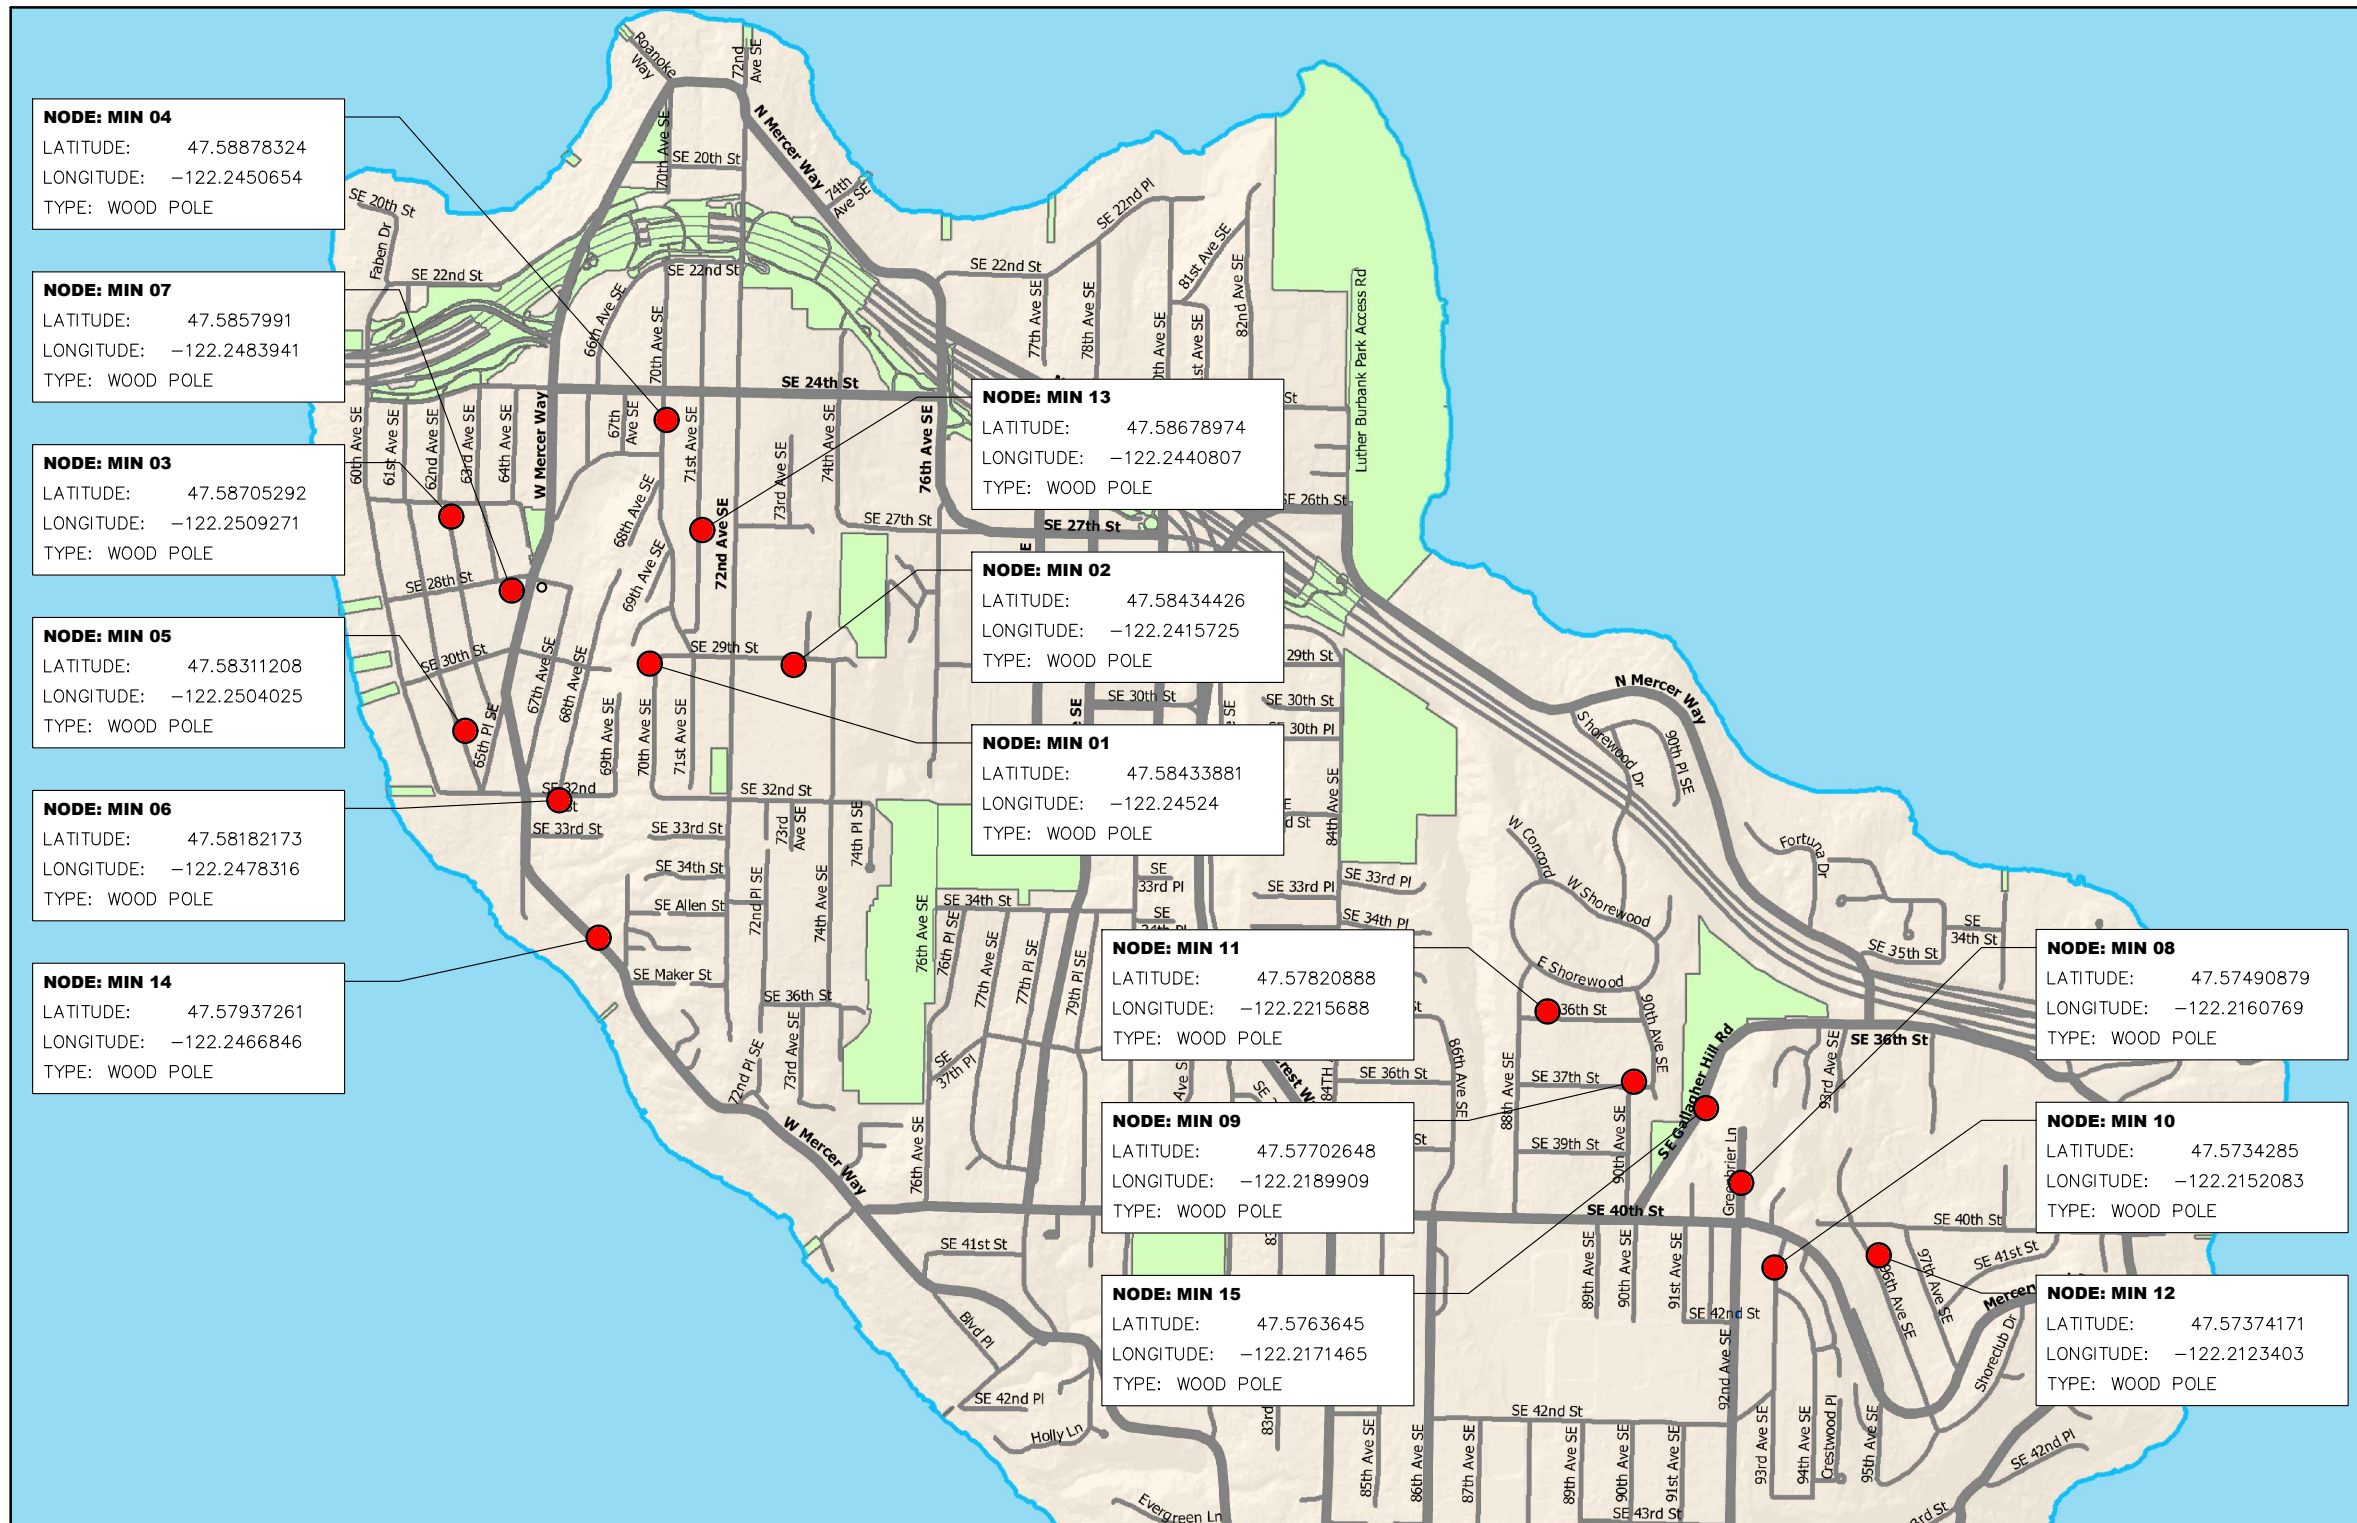 NODE: MIN 04
LATITUDE: 47.58878324
LONGITUDE: −122.2450654
TYPE: WOOD POLE
NODE: MIN 07
LATITUDE: 47.5857991
LONGITUDE: −122.2483941
TYPE: WOOD POLE
NODE: MIN 03
LATITUDE: 47.58705292
LONGITUDE: −122.2509271
TYPE: WOOD POLE
NODE: MIN 05
LATITUDE: 47.58311208
LONGITUDE: −122.2504025
TYPE: WOOD POLE
NODE: MIN 06
LATITUDE: 47.58182173
LONGITUDE: −122.2478316
TYPE: WOOD POLE
NODE: MIN 14
LATITUDE: 47.57937261
LONGITUDE: −122.2466846
TYPE: WOOD POLE
NODE: MIN 13
LATITUDE: 47.58678974
LONGITUDE: −122.2440807
TYPE: WOOD POLE
NODE: MIN 02
LATITUDE: 47.58434426
LONGITUDE: −122.2415725
TYPE: WOOD POLE
NODE: MIN 01
LATITUDE: 47.58433881
LONGITUDE: −122.24524
TYPE: WOOD POLE
NODE: MIN 11
LATITUDE: 47.57820888
LONGITUDE: −122.2215688
TYPE: WOOD POLE
NODE: MIN 09
LATITUDE: 47.57702648
LONGITUDE: −122.2189909
TYPE: WOOD POLE
NODE: MIN 15
LATITUDE: 47.5763645
LONGITUDE: −122.2171465
TYPE: WOOD POLE
NODE: MIN 08
LATITUDE: 47.57490879
LONGITUDE: −122.2160769
TYPE: WOOD POLE
NODE: MIN 10
LATITUDE: 47.5734285
LONGITUDE: −122.2152083
TYPE: WOOD POLE
NODE: MIN 12
LATITUDE: 47.57374171
LONGITUDE: −122.2123403
TYPE: WOOD POLE
Roanoke
Way
72nd
Ave SE
70th Ave SE
SE 20th St
N Mercer Way
74th
Ave SE
SE 20th St
Faben Dr
SE 22nd St
66th Ave SE
SE 22nd St
70th Ave SE
SE 22nd St
SE 22nd Pl
77th Ave SE
78th Ave SE
81st Ave SE
82nd Ave SE
Luther Burbank Park Access Rd
SE 24th St
St
60th Ave SE
61st Ave SE
62nd Ave SE
63rd Ave SE
64th Ave SE
W Mercer Way
67th
Ave SE
71st Ave SE
73rd Ave SE
74th Ave SE
76th Ave SE
68th Ave SE
69th Ave SE
72nd Ave SE
SE 27th St
SE 27th St
SE 26th St
SE 28th St
SE 30th St
65th Pl SE
67th Ave SE
68th Ave SE
69th Ave SE
70th Ave SE
71st Ave SE
SE 29th St
29th St
SE 30th St
SE 30th St
30th Pl
N Mercer Way
Shorewood Dr
90th Pl SE
SE 32nd
St
SE 32nd St
SE 33rd St
SE 33rd St
73rd
Ave SE
74th Pl SE
84th Ave SE
SE 34th St
SE Allen St
72nd Pl SE
74th Ave SE
SE Maker St
SE 36th St
73rd Ave SE
72nd Pl SE
76th Ave SE
SE 34th St
76th Pl SE
77th Ave SE
77th Pl SE
79th Pl SE
SE
33rd Pl
SE
SE 33rd Pl
SE 33rd Pl
SE 34th Pl
SE
37th Pl
76th Ave SE
W Mercer Way
W Concord
W Shorewood
E Shorewood
36th St
90th Ave SE
Fortuna Dr
SE 35th St
SE
34th St
SE 36th St
93rd Ave SE
SE Gallagher Hill Rd
SE 36th St
86th Ave SE
88th Ave SE
SE 37th St
SE 39th St
90th Ave SE
Greenbrier Ln
84TH
SE 40th St
SE 40th St
SE 41st St
96th Ave SE
97th Ave SE
Shoreclub Dr
89th Ave SE
90th Ave SE
91st Ave SE
SE 42nd St
92nd Ave SE
SE 41st St
Blvd Pl
SE 42nd Pl
Holly Ln
Evergreen Ln
85th Ave SE
86th Ave SE
87th Ave SE
SE 42nd St
89th Ave SE
90th Ave SE
91st Ave SE
SE 43rd St
93rd Ave SE
94th Ave SE
Crestwood Pl
95th Ave SE
SE 42nd Pl